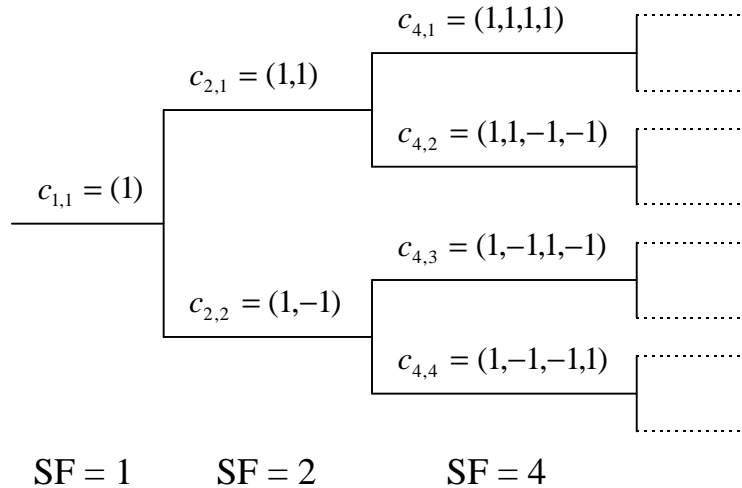 c4,1 = (1,1,1,1)
c2,1 = (1,1)
c4,2 = (1,1,−1,−1)
c1,1 = (1)
c4,3 = (1,−1,1,−1)
c2,2 = (1,−1)
c4,4 = (1,−1,−1,1)
SF = 1 SF = 2 SF = 4